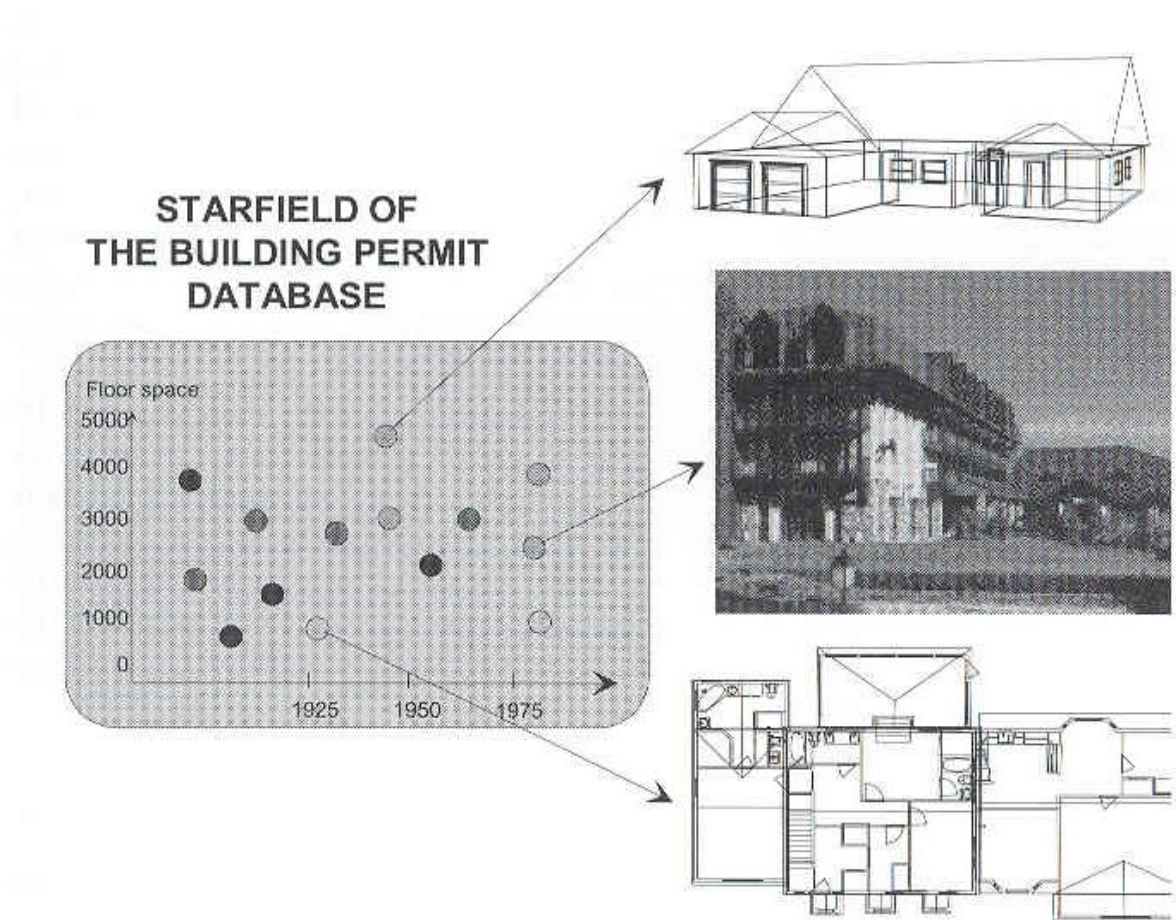 STARFIELD OF
THE BUILDING PERMIT
DATABASE
Floor space
5000
4000
3000
2000
1000
0
1925
1950
1975